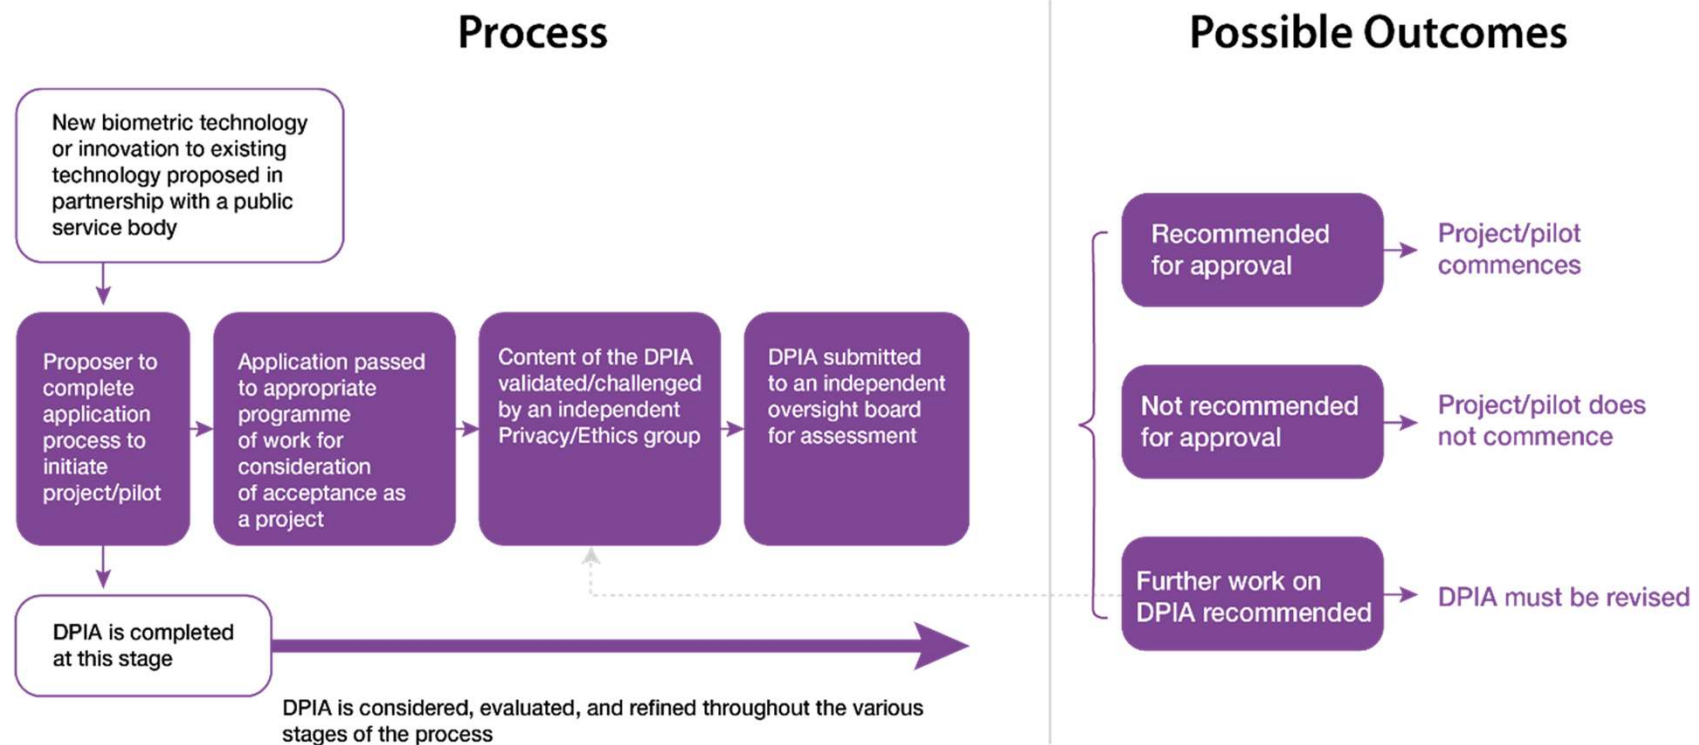 Process
New biometric technology
or innovation to existing
technology proposed in
partnership with a public
service body
Proposer to
complete
application
process to
initiate
project/pilot
Application passed
to appropriate
programme
of work for
consideration
of acceptance as
a project
Content of the DPIA
validated/challenged
by an independent
Privacy/Ethics group
DPIA submitted
to an independent
oversight board
for assessment
DPIA is completed
at this stage
DPIA is considered, evaluated, and refined throughout the various
stages of the process
Possible Outcomes
Recommended
for approval
Project/pilot
commences
Not recommended
for approval
Project/pilot does
not commence
Further work on
DPIA recommended
DPIA must be revised